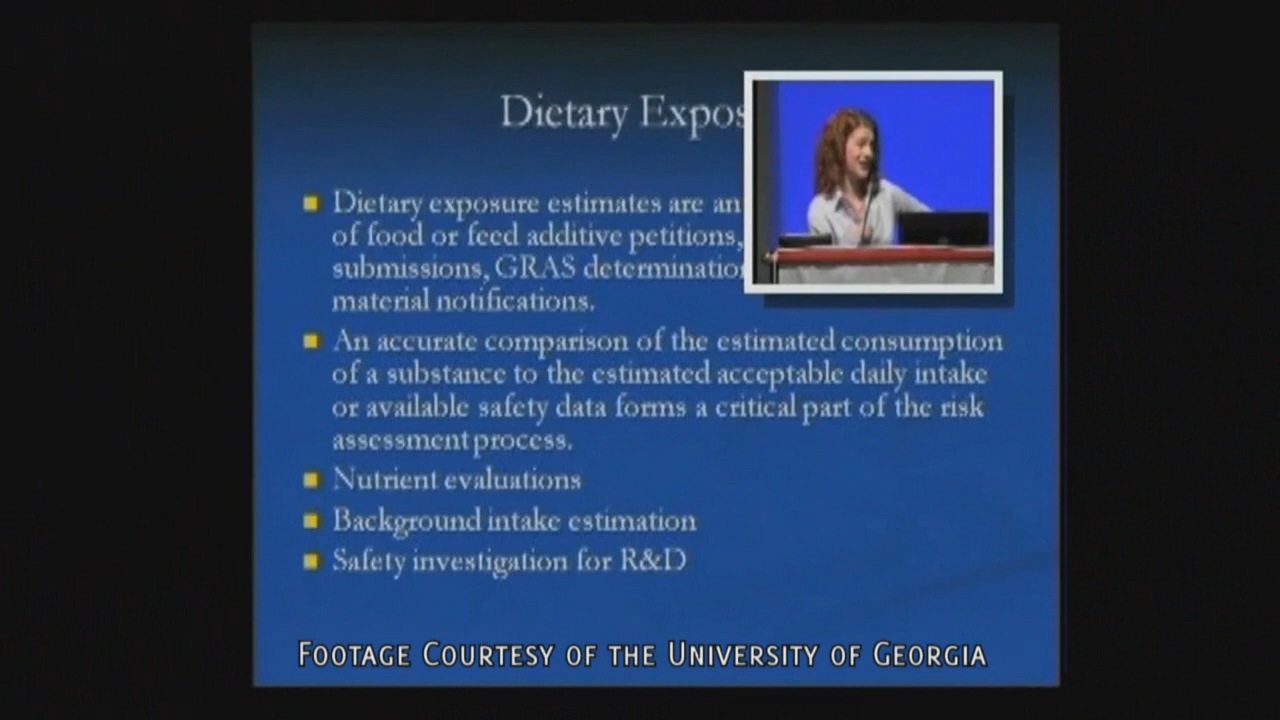 Dietary Expos
Dietary exposure estimates are an
of food or feed additive petitions,
submissions, GRAS determination
material notifications.
An accurate comparison of the estimated consumption
of a substance to the estimated acceptable daily intake
or available safety data forms a critical part of the risk
assessment process.
Nutrient evaluations
Background intake estimation
Safety investigation for R&D
FOOTAGE COURTESY OF THE UNIVERSITY OF GEORGIA